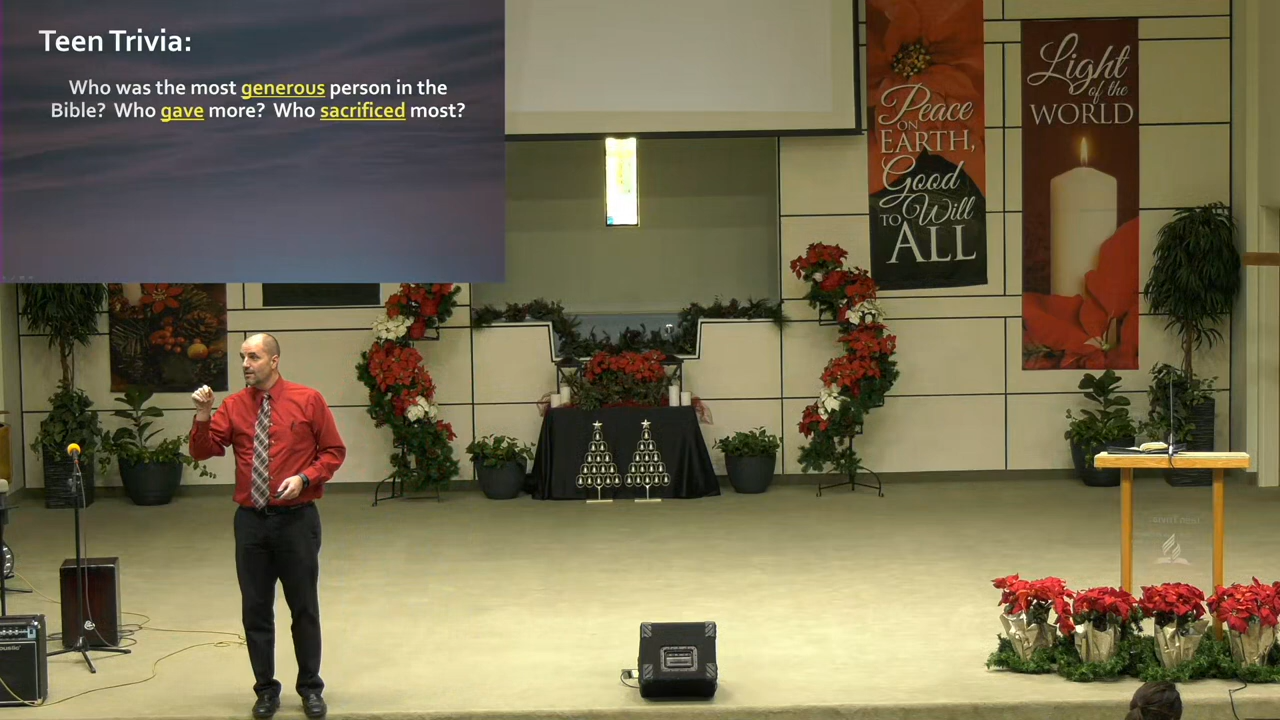 Teen Trivia:
Who was the most generous person in the
Bible? Who gave more? Who sacrificed most?
Peace
ON
EARTH,
Good
TO Will
ALL
Light
of the
WORLD